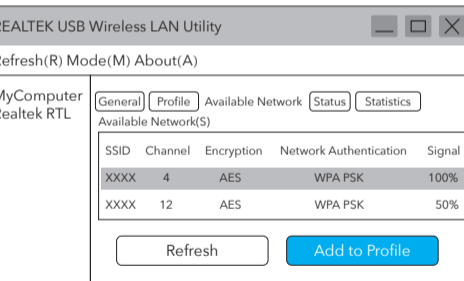 REALTEK USB Wireless LAN Utility
Refresh(R) Mode(M) About(A)
MyComputer
Realtek RTL
General Profile Available Network Status Statistics
Available Network(S)
SSID Channel Encryption Network Authentication Signal
XXXX 4 AES WPA PSK 100%
XXXX 12 AES WPA PSK 50%
Refresh Add to Profile